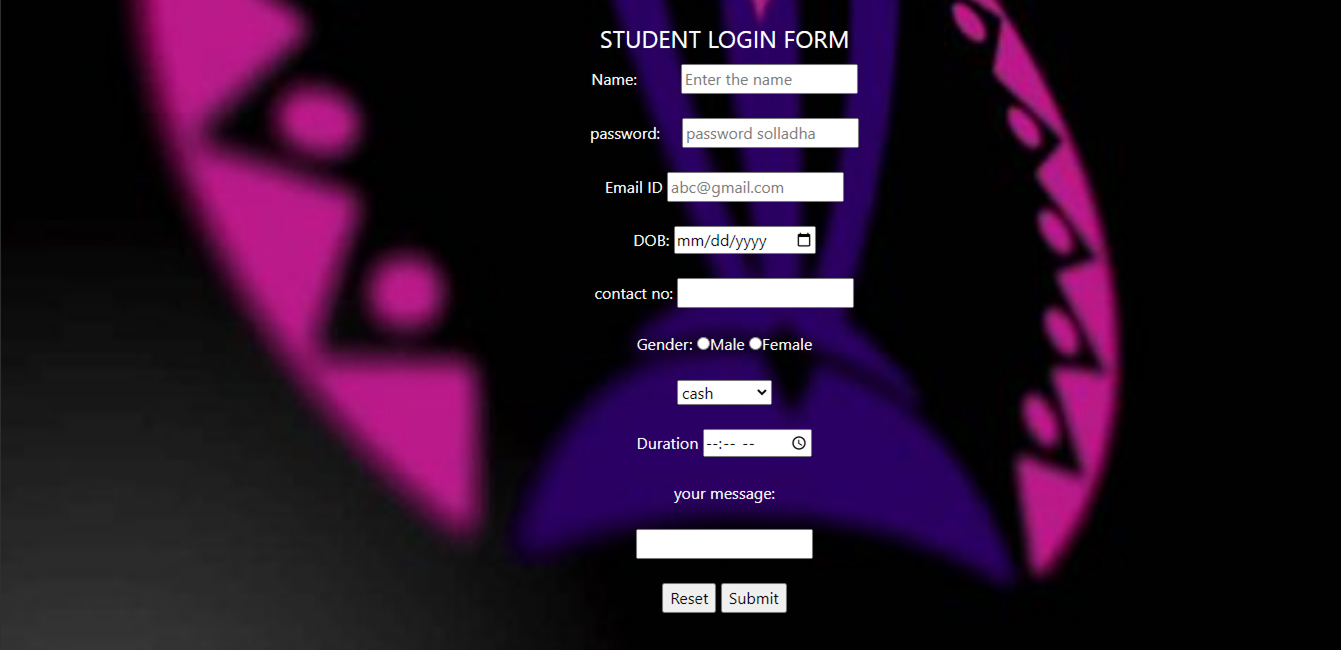 STUDENT LOGIN FORM
Name: Enter the name
password: password solladha
Email ID abc@gmail.com
DOB: mm/dd/yyyy
contact no:
Gender: Male Female
cash
Duration --:-- --
your message:
Reset Submit